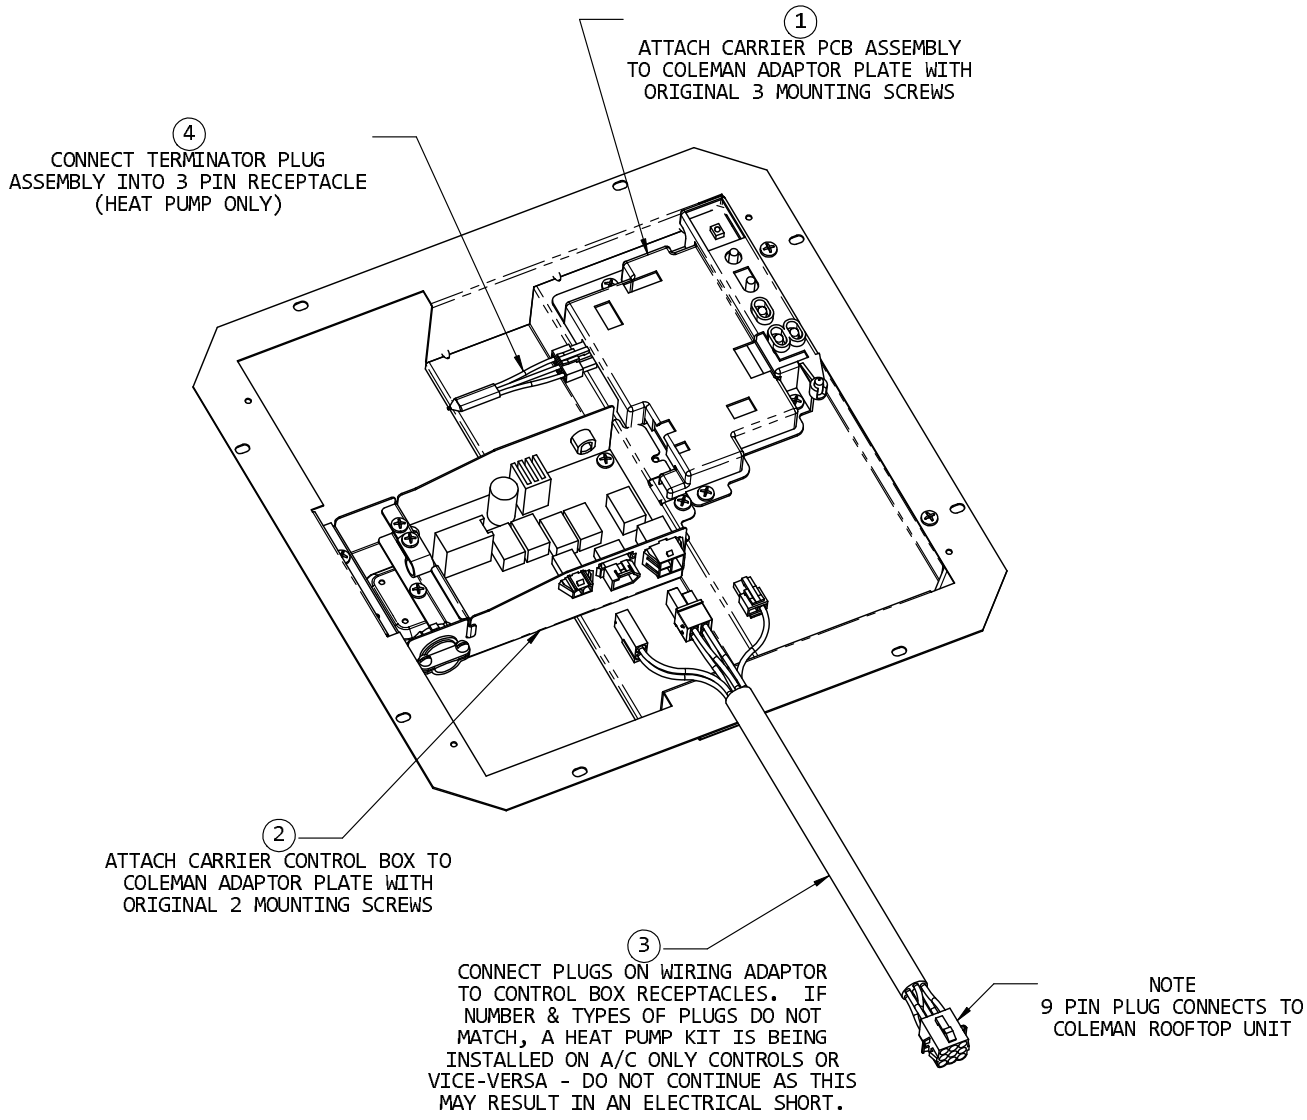 1
ATTACH CARRIER PCB ASSEMBLY
TO COLEMAN ADAPTOR PLATE WITH
ORIGINAL 3 MOUNTING SCREWS
4
CONNECT TERMINATOR PLUG
ASSEMBLY INTO 3 PIN RECEPTACLE
(HEAT PUMP ONLY)
2
ATTACH CARRIER CONTROL BOX TO
COLEMAN ADAPTOR PLATE WITH
ORIGINAL 2 MOUNTING SCREWS
3
CONNECT PLUGS ON WIRING ADAPTOR
TO CONTROL BOX RECEPTACLES. IF
NUMBER & TYPES OF PLUGS DO NOT
MATCH, A HEAT PUMP KIT IS BEING
INSTALLED ON A/C ONLY CONTROLS OR
VICE-VERSA - DO NOT CONTINUE AS THIS
MAY RESULT IN AN ELECTRICAL SHORT.
NOTE
9 PIN PLUG CONNECTS TO
COLEMAN ROOFTOP UNIT